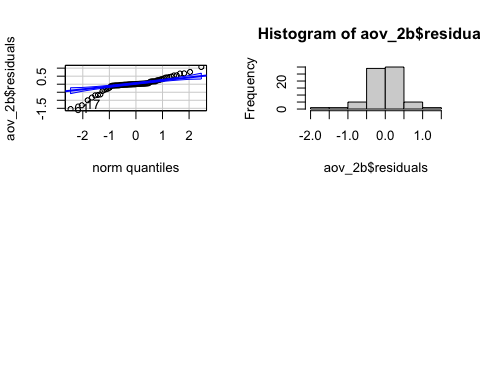 Histogram of aov_2b$residua
aov_2b$residuals
0.5
-1.5
17
-2
-1
0
1
2
norm quantiles
Frequency
20
0
-2.0
-1.0
0.0
1.0
aov_2b$residuals